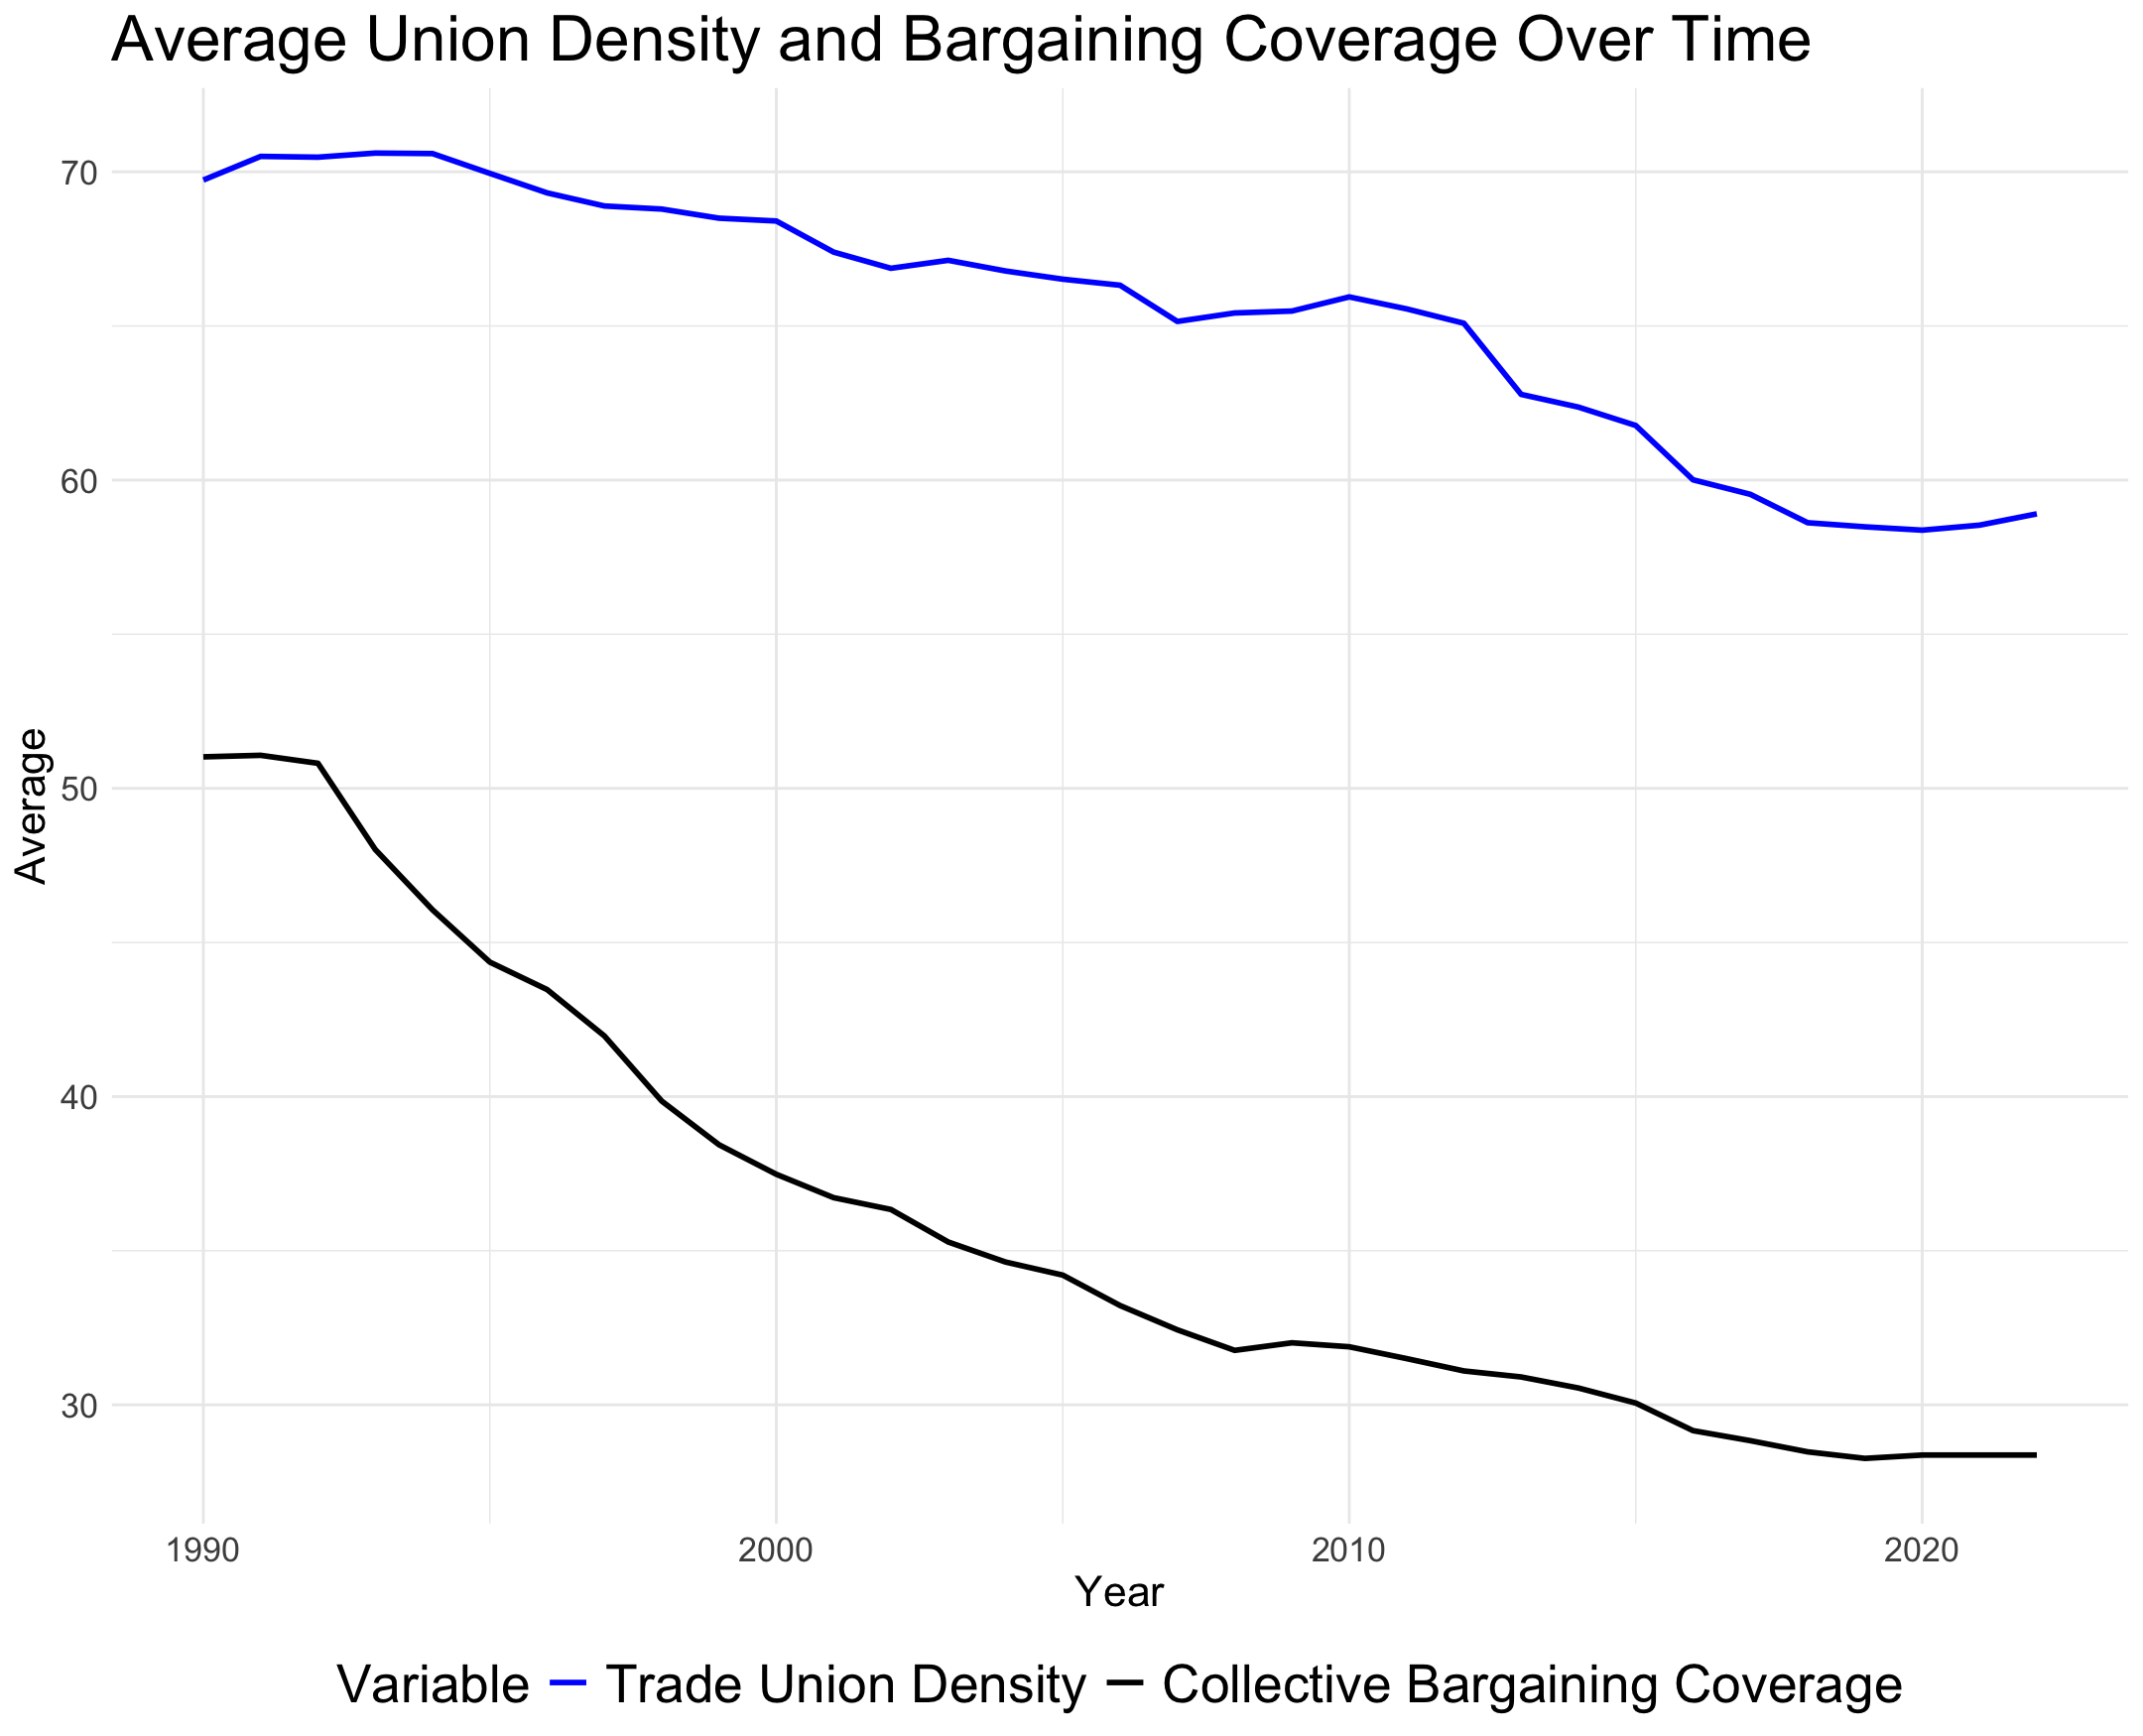 Average Union Density and Bargaining Coverage Over Time
Average
70
60
50
40
30
1990 2000 2010 2020
Year
Variable Trade Union Density Collective Bargaining Coverage